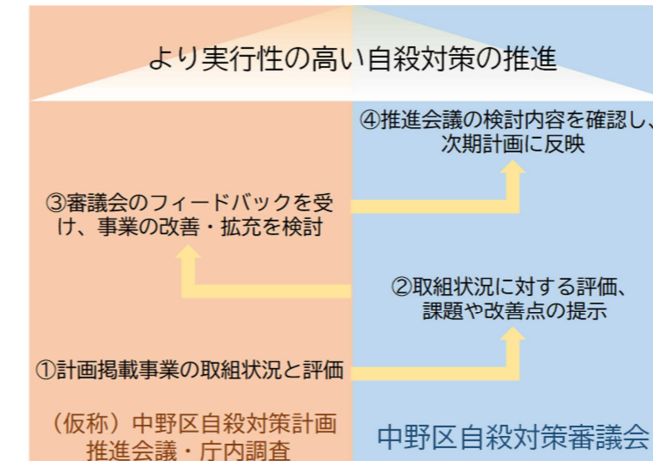 より実行性の高い自殺対策の推進
④推進会議の検討内容を確認し、
次期計画に反映
③審議会のフィードバックを受
け、事業の改善・拡充を検討
②取組状況に対する評価、
課題や改善点の提示
①計画掲載事業の取組状況と評価
（仮称）中野区自殺対策計画
推進会議・庁内調査
中野区自殺対策審議会